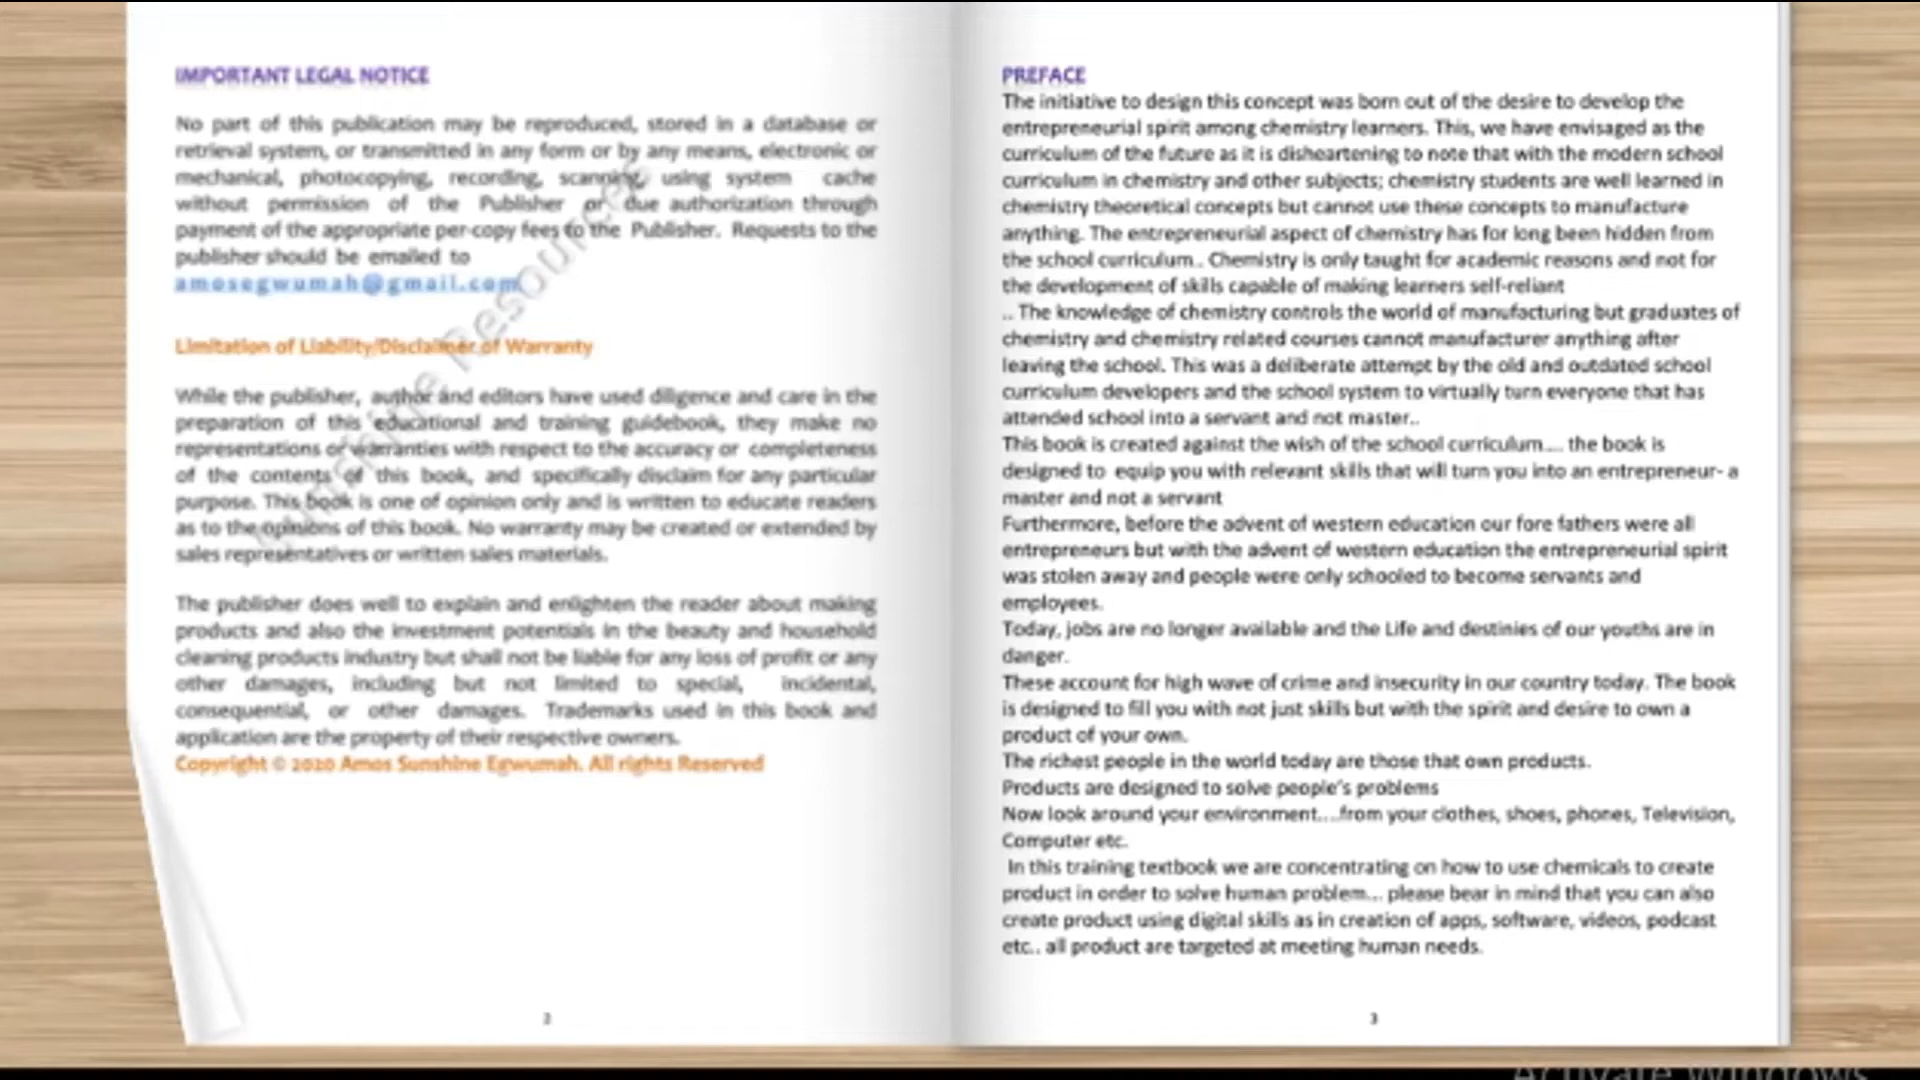 IMPORTANT LEGAL NOTICE
No part of this publication may be reproduced, stored in a database or
retrieval system, or transmitted in any form or by any means, electronic or
mechanical, photocopying, recording, scanning, using system cache
without permission of the Publisher or due authorization through
payment of the appropriate per-copy fees to the Publisher. Requests to the
publisher should be emailed to
amosegwumah@gmail.com
Limitation of Liability/Disclaimer of Warranty
While the publisher, author and editors have used diligence and care in the
preparation of this educational and training guidebook, they make no
representations or warranties with respect to the accuracy or completeness
of the contents of this book, and specifically disclaim for any particular
purpose. This book is one of opinion only and is written to educate readers
as to the opinions of this book. No warranty may be created or extended by
sales representatives or written sales materials.
The publisher does well to explain and enlighten the reader about making
products and also the investment potentials in the beauty and household
cleaning products industry but shall not be liable for any loss of profit or any
other damages, including but not limited to special, incidental,
consequential, or other damages. Trademarks used in this book and
application are the property of their respective owners.
Copyright © 2020 Amos Sunshine Egwumah. All rights Reserved
2
PREFACE
The initiative to design this concept was born out of the desire to develop the
entrepreneurial spirit among chemistry learners. This, we have envisaged as the
curriculum of the future as it is disheartening to note that with the modern school
curriculum in chemistry and other subjects; chemistry students are well learned in
chemistry theoretical concepts but cannot use these concepts to manufacture
anything. The entrepreneurial aspect of chemistry has for long been hidden from
the school curriculum.. Chemistry is only taught for academic reasons and not for
the development of skills capable of making learners self-reliant
.. The knowledge of chemistry controls the world of manufacturing but graduates of
chemistry and chemistry related courses cannot manufacturer anything after
leaving the school. This was a deliberate attempt by the old and outdated school
curriculum developers and the school system to virtually turn everyone that has
attended school into a servant and not master..
This book is created against the wish of the school curriculum.... the book is
designed to equip you with relevant skills that will turn you into an entrepreneur- a
master and not a servant
Furthermore, before the advent of western education our fore fathers were all
entrepreneurs but with the advent of western education the entrepreneurial spirit
was stolen away and people were only schooled to become servants and
employees.
Today, jobs are no longer available and the Life and destinies of our youths are in
danger.
These account for high wave of crime and insecurity in our country today. The book
is designed to fill you with not just skills but with the spirit and desire to own a
product of your own.
The richest people in the world today are those that own products.
Products are designed to solve people's problems
Now look around your environment....from your clothes, shoes, phones, Television,
Computer etc.
In this training textbook we are concentrating on how to use chemicals to create
product in order to solve human problem... please bear in mind that you can also
create product using digital skills as in creation of apps, software, videos, podcast
etc.. all product are targeted at meeting human needs.
3
Activate Windows